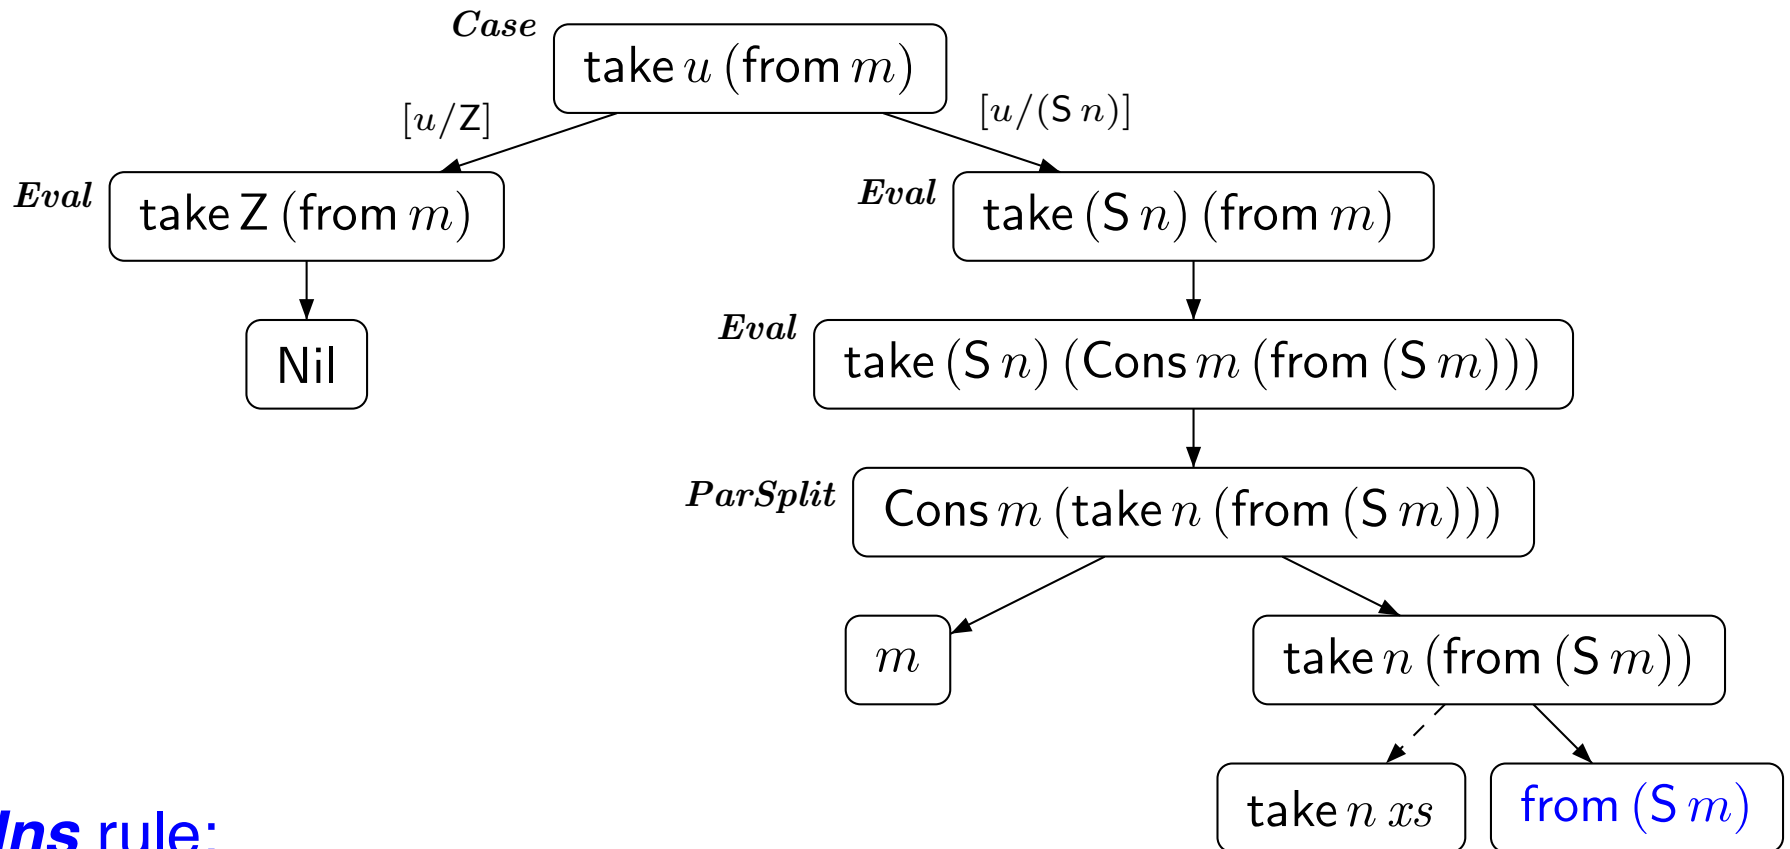 Case
take u (from m)
[u/Z]
[u/(S n)]
Eval
take Z (from m)
Eval
take (S n) (from m)
Nil
Eval
take (S n) (Cons m (from (S m)))
ParSplit
Cons m (take n (from (S m)))
m
take n (from (S m))
take n xs
from (S m)
Ins rule: